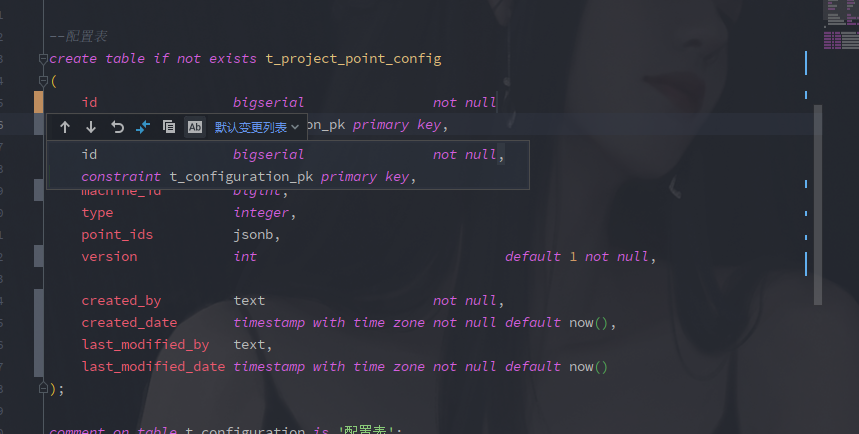 --配置表
create table if not exists t_project_point_config
(
id bigserial not null
on_pk primary key,
Ab 默认变更列表
id bigserial not null,
constraint t_configuration_pk primary key,
machine_id bigint,
type integer,
point_ids jsonb,
version int default 1 not null,
created_by text not null,
created_date timestamp with time zone not null default now(),
last_modified_by text,
last_modified_date timestamp with time zone not null default now()
);
comment on table t_configuration is '配置表';